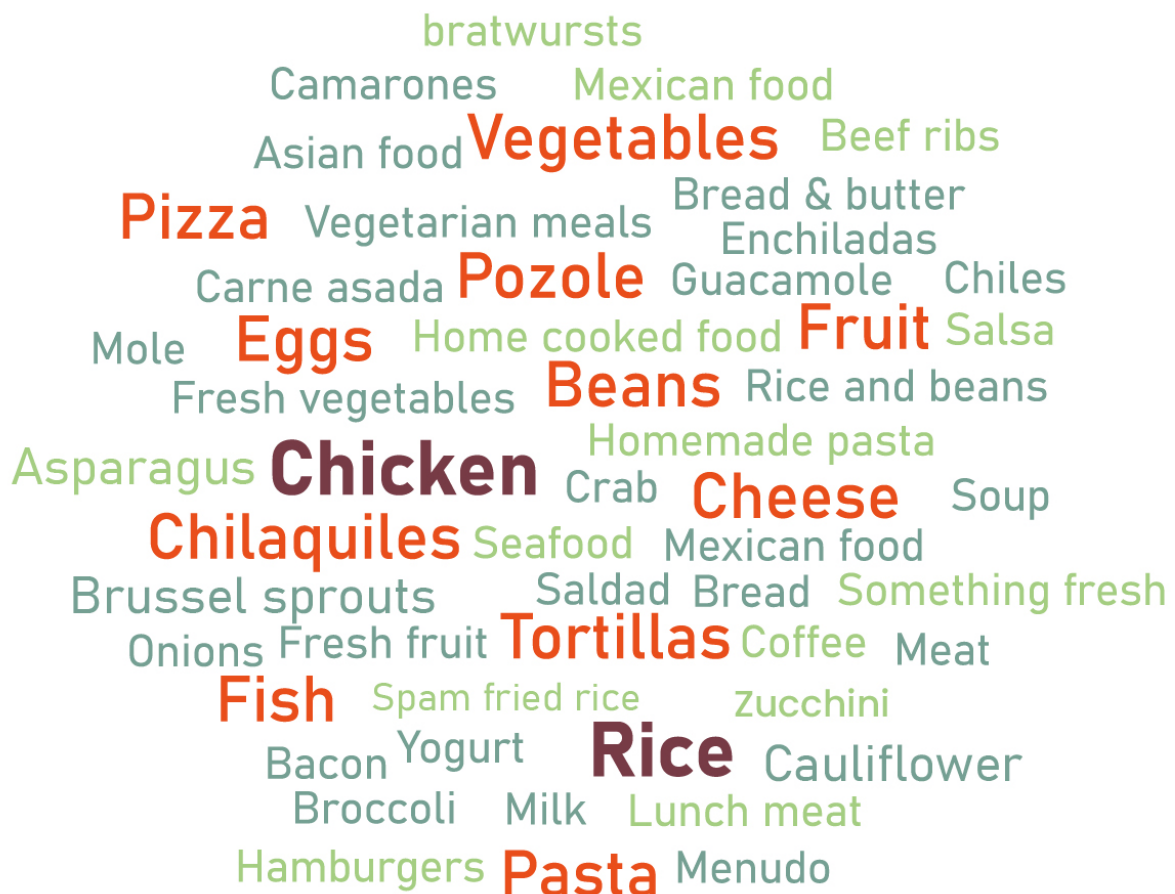 bratwursts
Camarones Mexican food
Asian food Vegetables Beef ribs
Pizza Vegetarian meals Bread & butter
Enchiladas
Carne asada Pozole Guacamole Chiles
Mole Eggs Home cooked food Fruit Salsa
Fresh vegetables Beans Rice and beans
Homemade pasta
Asparagus Chicken Crab Cheese Soup
Chilaquiles Seafood Mexican food
Brussel sprouts Saldad Bread Something fresh
Onions Fresh fruit Tortillas Coffee Meat
Fish Spam fried rice zucchini
Bacon Yogurt Rice Cauliflower
Broccoli Milk Lunch meat
Hamburgers Pasta Menudo